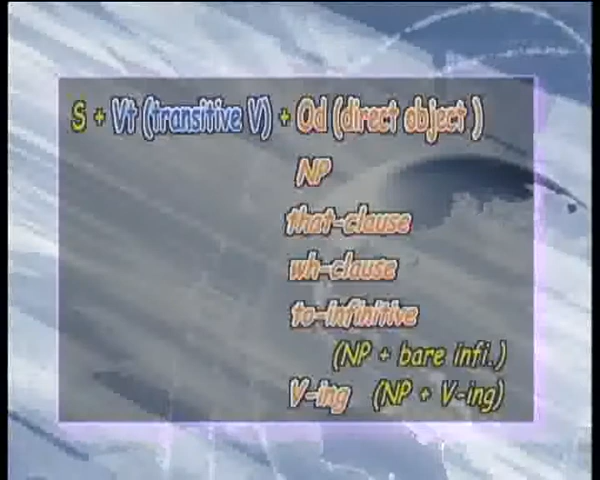 S + Vt (transitive V) + Od (direct object )
NP
that-clause
wh-clause
to-infinitive
(NP + bare infi.)
V-ing (NP + V-ing)